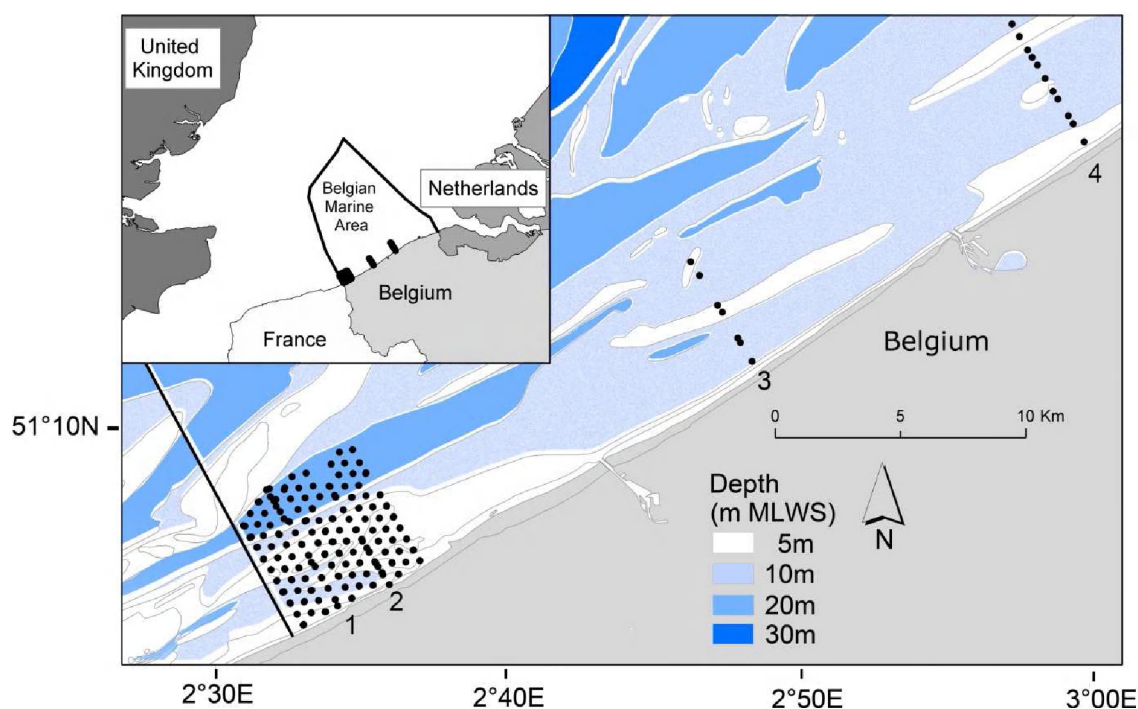 United
Kingdom
Netherlands
Belgian
Marine
Area
Belgium
France
4
Belgium
3
51°10N
0 5 10 Km
Depth
(m MLWS)
5m
10m
20m
30m
N
2
1
2°30E 2°40E 2°50E 3°00E